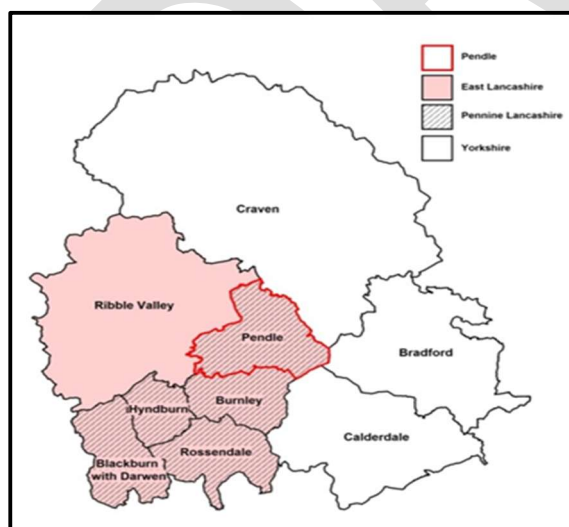 Pendle
East Lancashire
Pennine Lancashire
Yorkshire
Craven
Ribble Valley
Pendle
Bradford
Hyndburn
Burnley
Calderdale
Rossendale
Blackburn
with Darwen